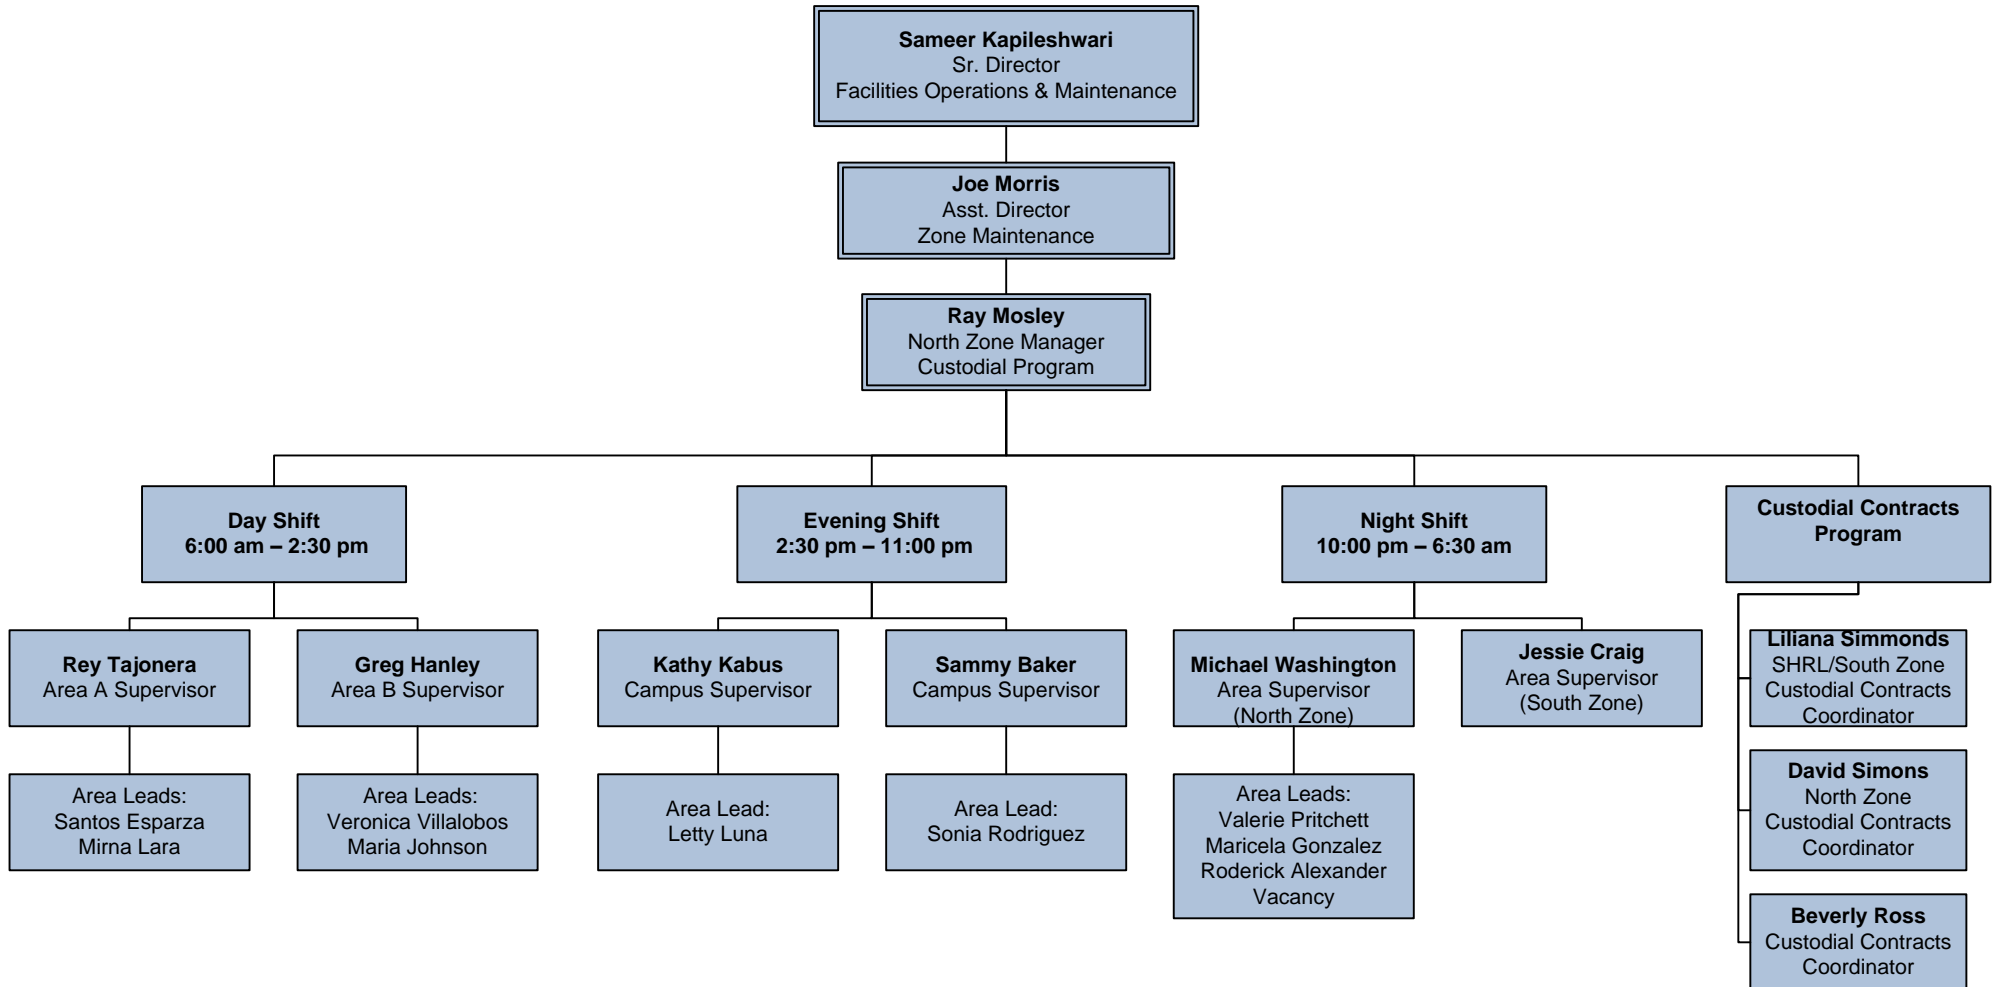 Sameer Kapileshwari
Sr. Director
Facilities Operations & Maintenance
Joe Morris
Asst. Director
Zone Maintenance
Ray Mosley
North Zone Manager
Custodial Program
Day Shift
6:00 am – 2:30 pm
Evening Shift
2:30 pm – 11:00 pm
Night Shift
10:00 pm – 6:30 am
Custodial Contracts
Program
Rey Tajonera
Area A Supervisor
Greg Hanley
Area B Supervisor
Kathy Kabus
Campus Supervisor
Sammy Baker
Campus Supervisor
Michael Washington
Area Supervisor
(North Zone)
Jessie Craig
Area Supervisor
(South Zone)
Liliana Simmonds
SHRL/South Zone
Custodial Contracts
Coordinator
Area Leads:
Santos Esparza
Mirna Lara
Area Leads:
Veronica Villalobos
Maria Johnson
Area Lead:
Letty Luna
Area Lead:
Sonia Rodriguez
Area Leads:
Valerie Pritchett
Maricela Gonzalez
Roderick Alexander
Vacancy
David Simons
North Zone
Custodial Contracts
Coordinator
Beverly Ross
Custodial Contracts
Coordinator